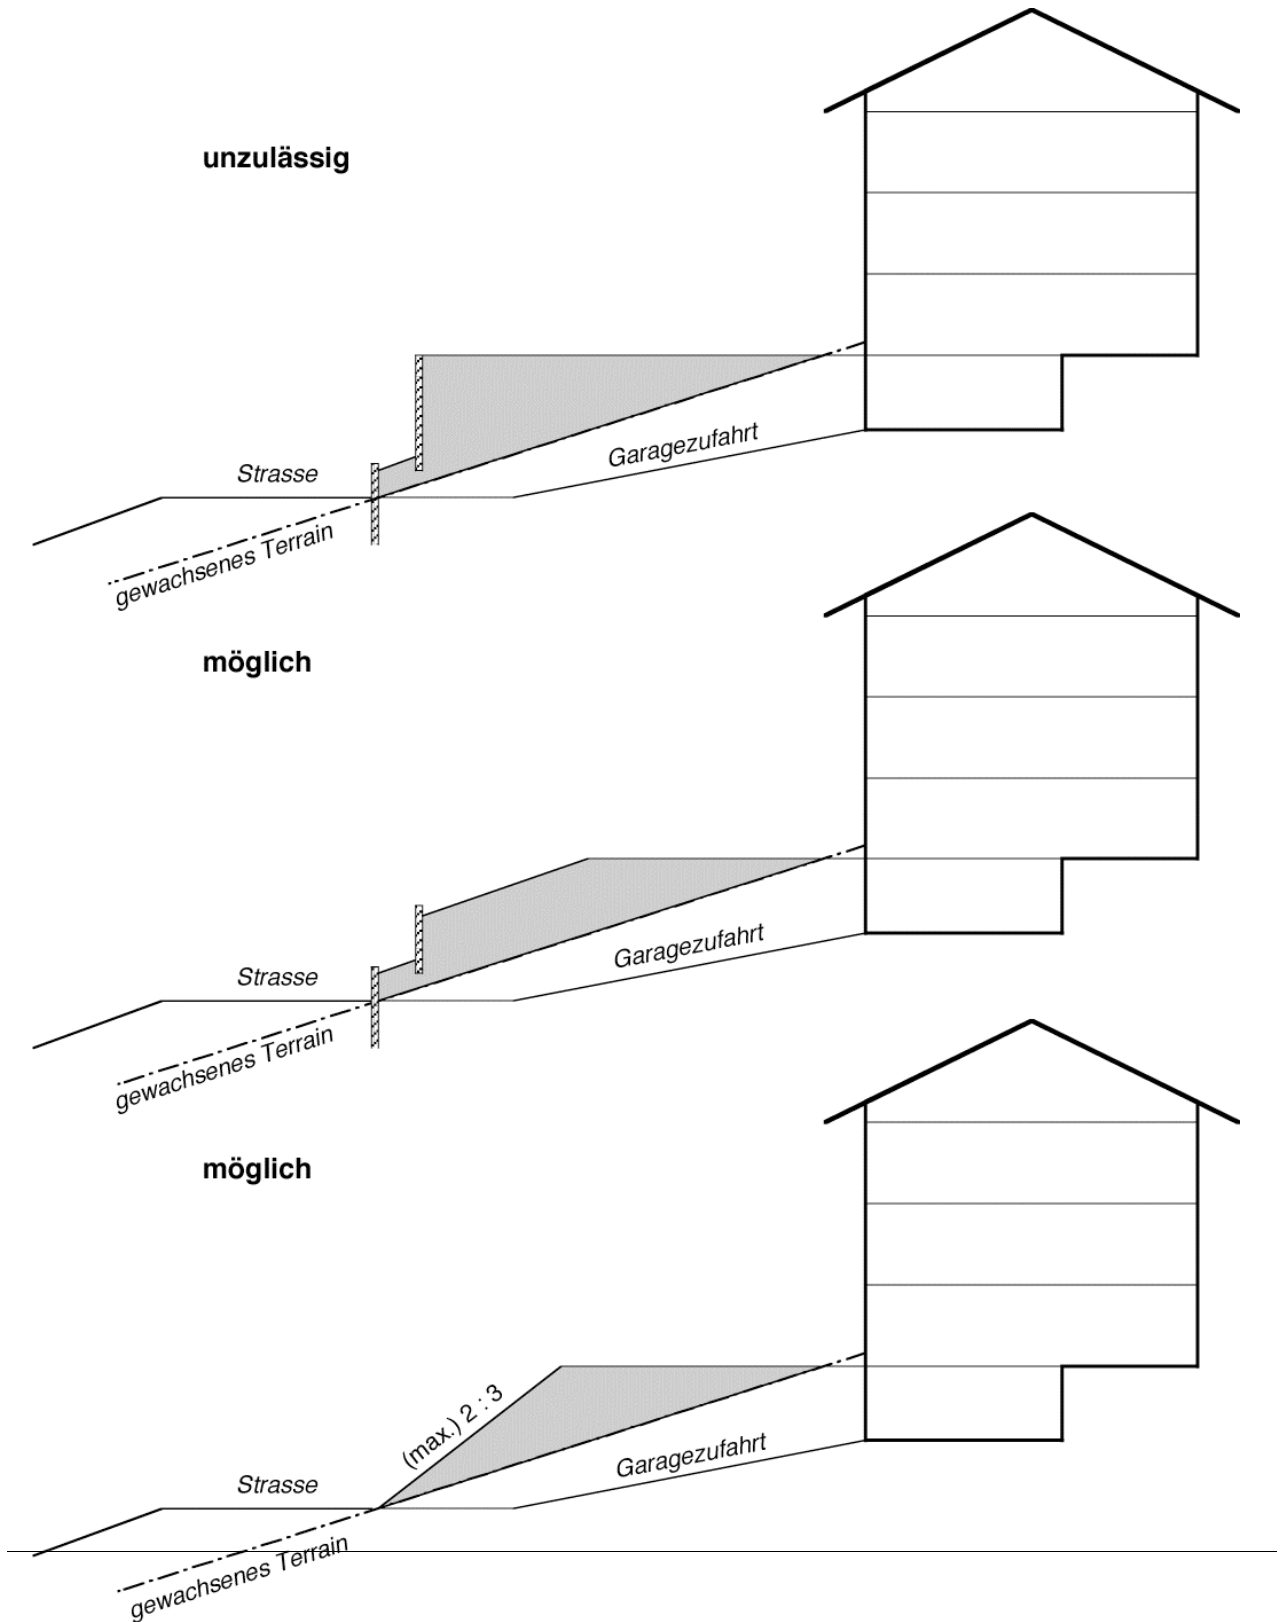 unzulässig
Garagezufahrt
Strasse
gewachsenes Terrain
möglich
Garagezufahrt
Strasse
gewachsenes Terrain
möglich
(max.) 2 : 3
Garagezufahrt
Strasse
gewachsenes Terrain